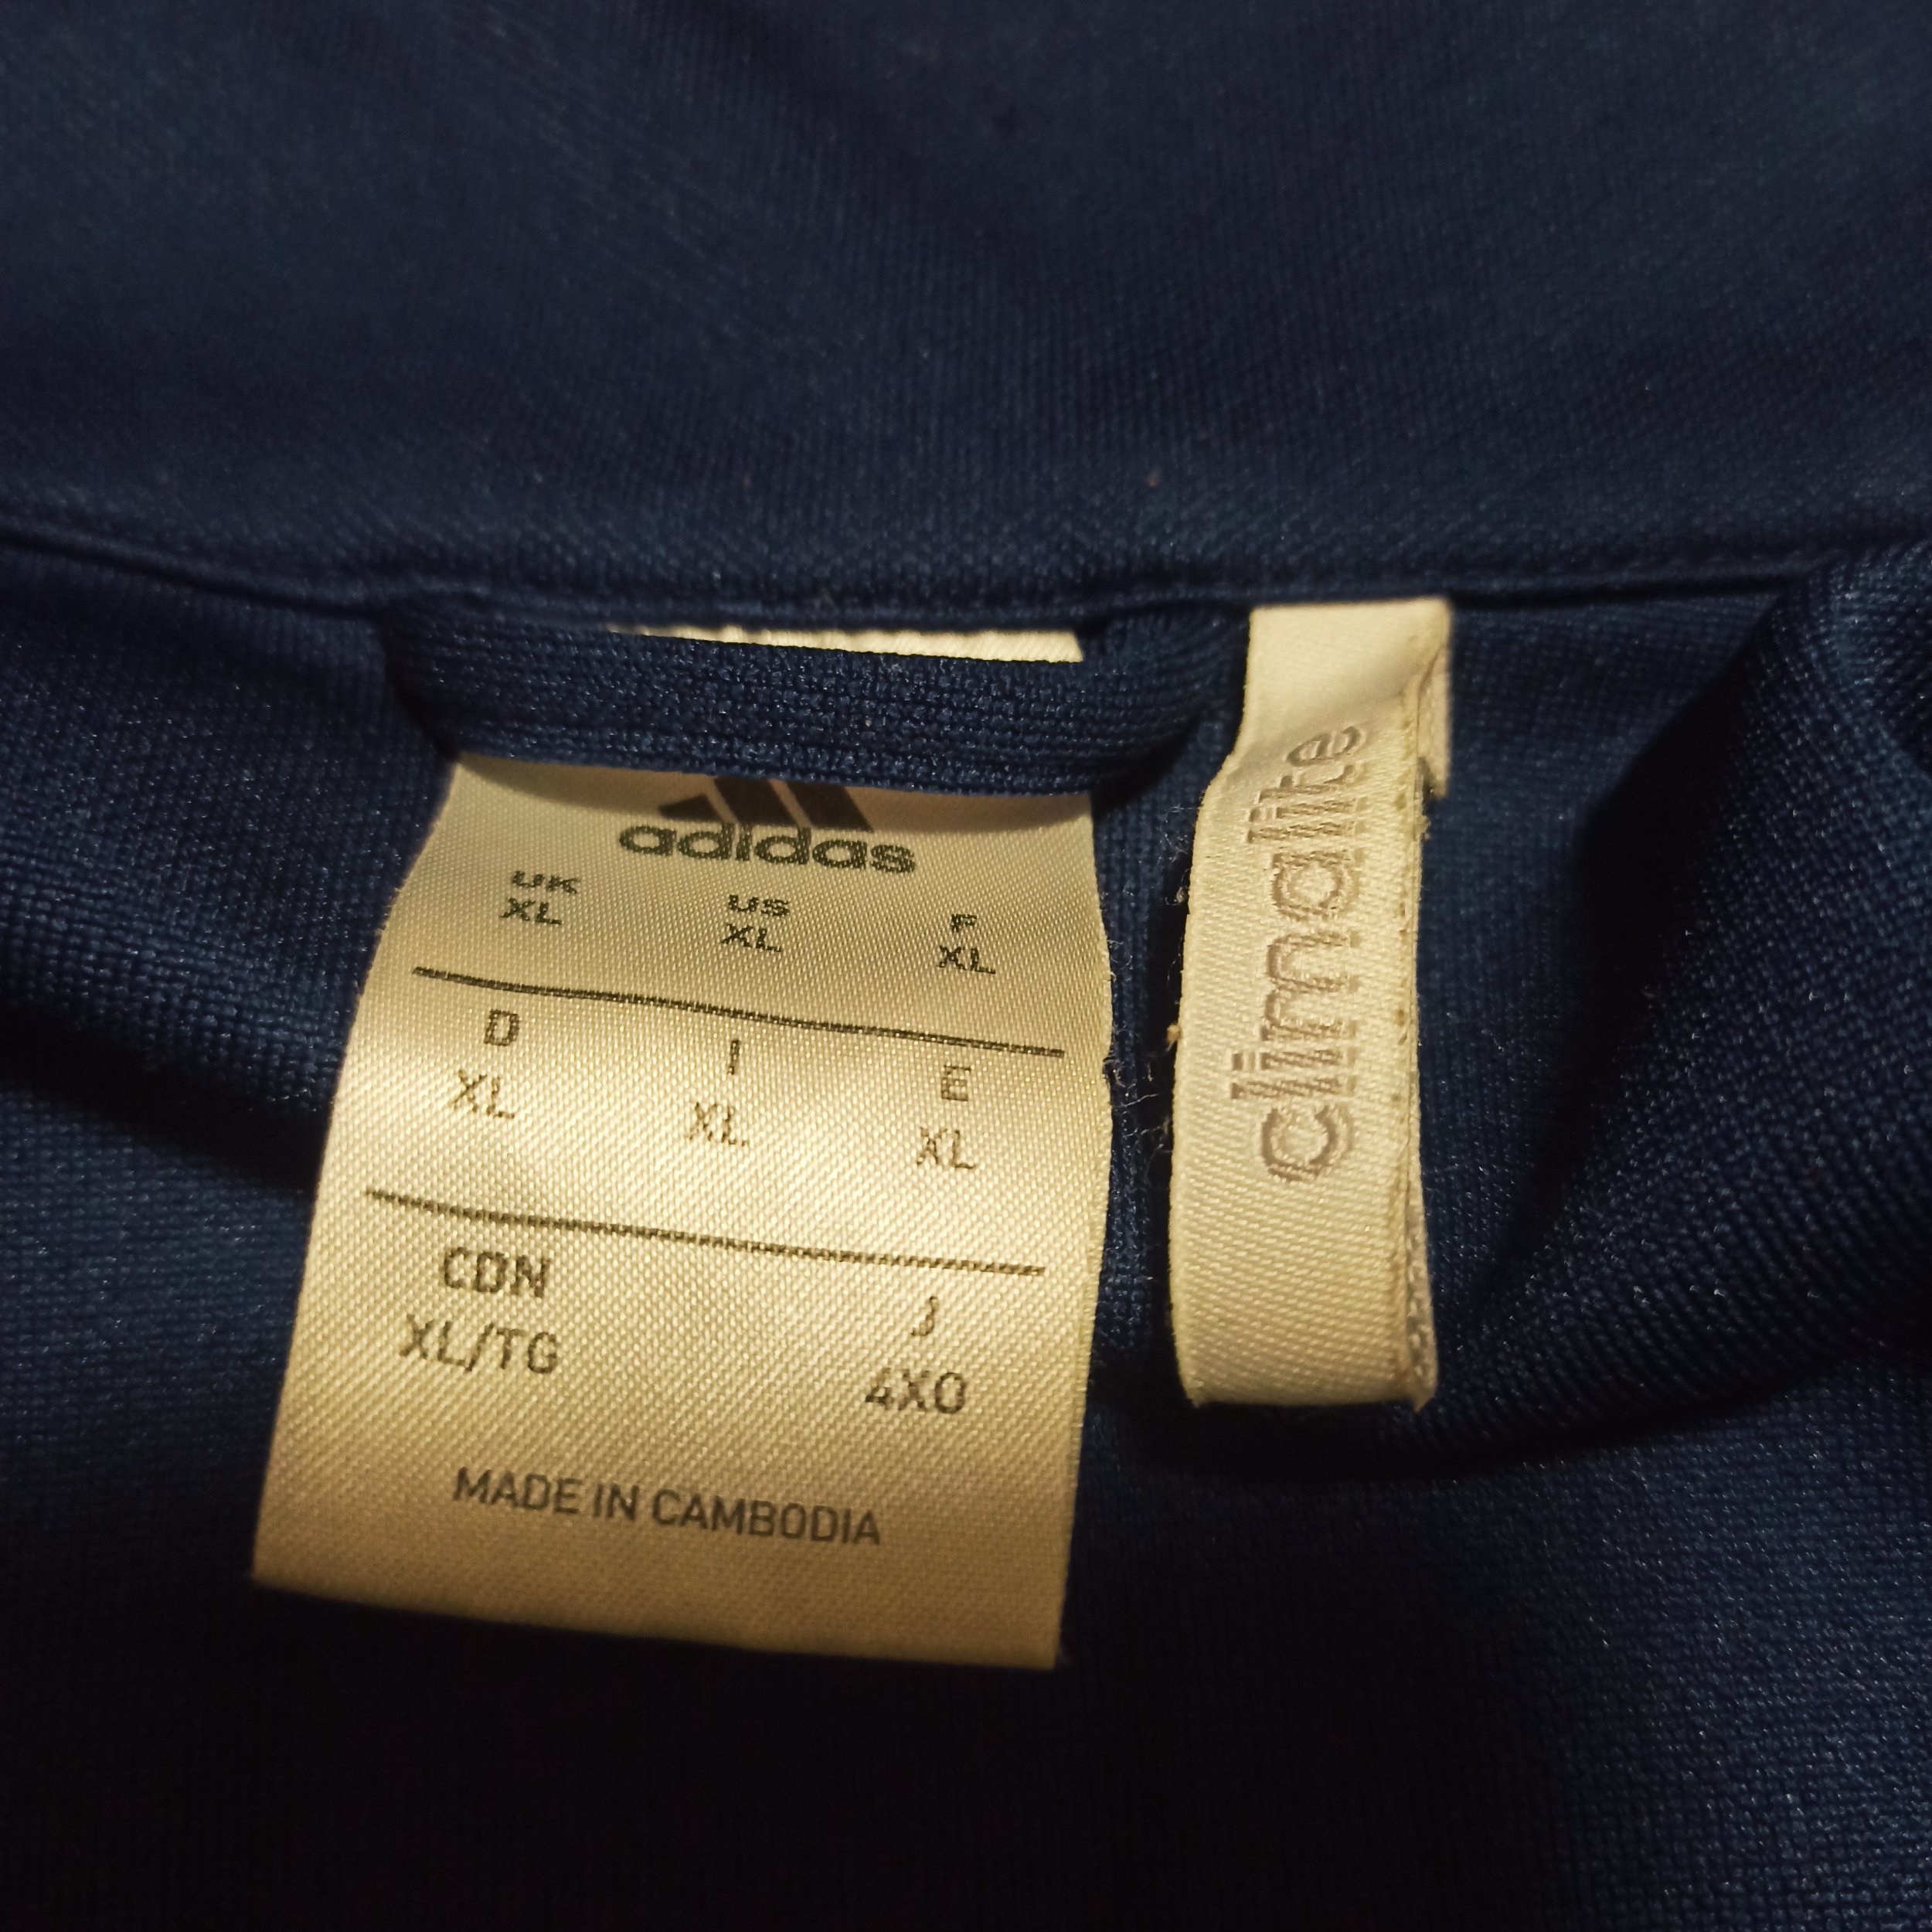 adidas
UK US F
XL XL XL
D I E
XL XL XL
CDN J
XL/TG 4XO
MADE IN CAMBODIA
climalite